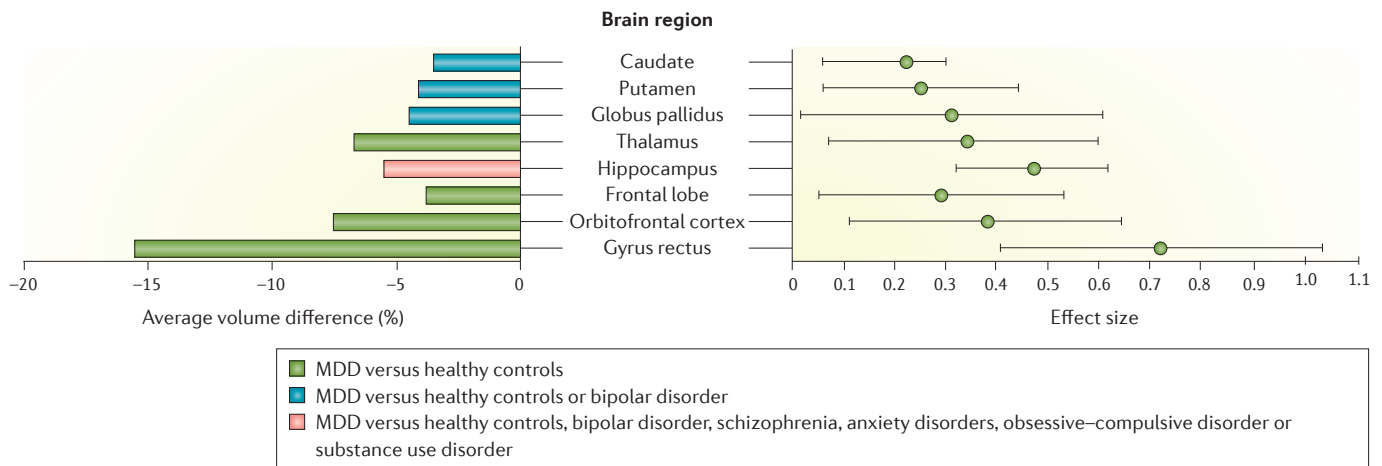 Brain region
Caudate
Putamen
Globus pallidus
Thalamus
Hippocampus
Frontal lobe
Orbitofrontal cortex
Gyrus rectus
–20 –15 –10 –5 0
Average volume difference (%)
0 0.1 0.2 0.3 0.4 0.5 0.6 0.7 0.8 0.9 1.0 1.1
Effect size
MDD versus healthy controls
MDD versus healthy controls or bipolar disorder
MDD versus healthy controls, bipolar disorder, schizophrenia, anxiety disorders, obsessive–compulsive disorder or
substance use disorder